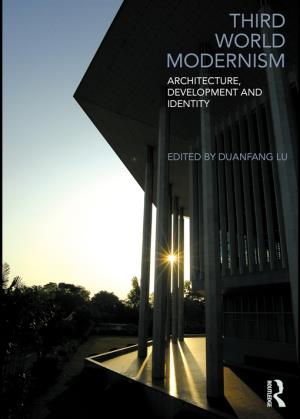 THIRD
WORLD
MODERNISM
ARCHITECTURE,
DEVELOPMENT AND
IDENTITY
EDITED BY DUANFANG LU
ROUTLEDGE